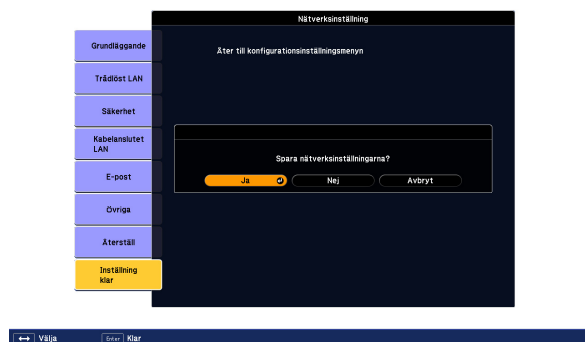 Nätverksinställning
Grundläggande
Åter till konfigurationsinställningsmenyn
Trådlöst LAN
Säkerhet
Kabelanslutet
LAN
Spara nätverksinställningarna?
E-post
Ja
Nej
Avbryt
Övriga
Återställ
Inställning
klar
Välja
Enter Klar